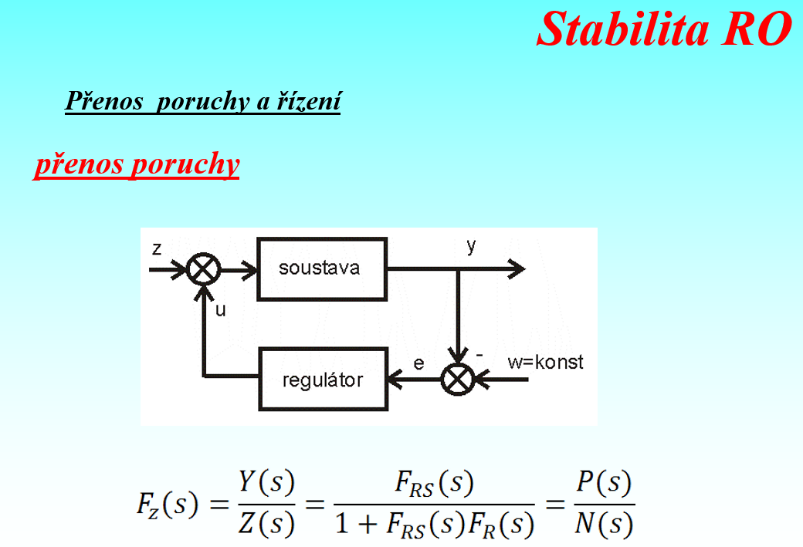 Stabilita RO
Přenos poruchy a řízení
přenos poruchy
z
soustava
y
u
regulátor
e
-
w=konst
F_z(s) = Y(s)/Z(s) = F_RS(s)/(1 + F_RS(s)F_R(s)) = P(s)/N(s)